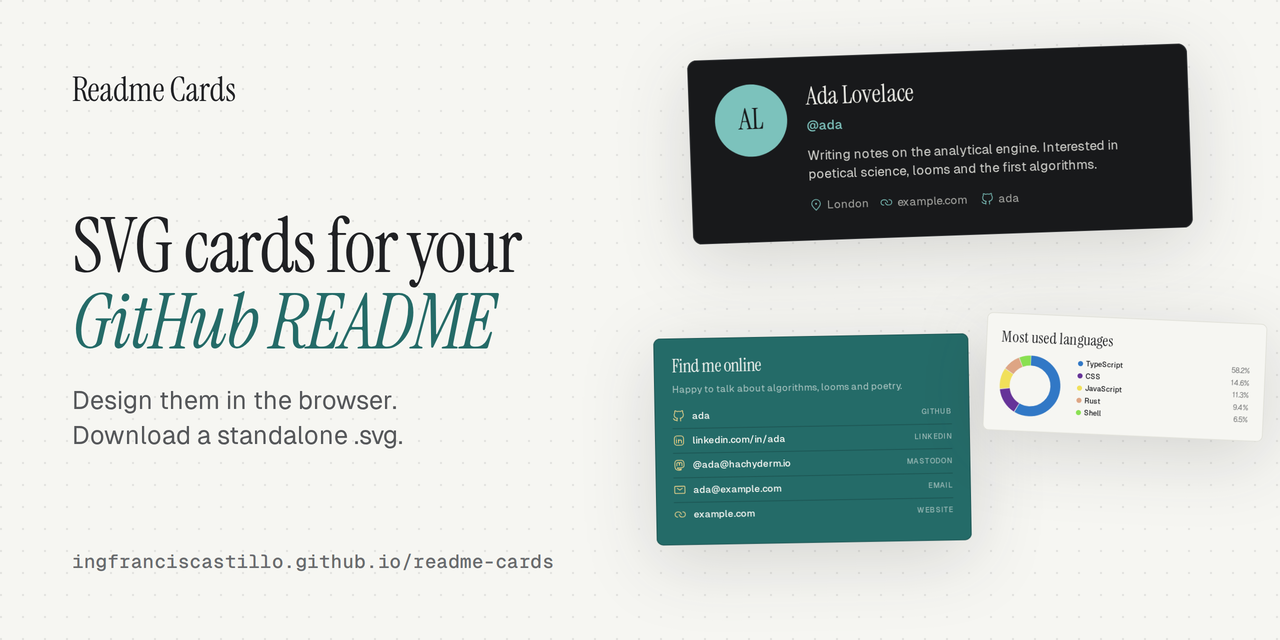 Readme Cards
SVG cards for your
GitHub README
Design them in the browser.
Download a standalone .svg.
ingfranciscastillo.github.io/readme-cards
AL
Ada Lovelace
@ada
Writing notes on the analytical engine. Interested in
poetical science, looms and the first algorithms.
London example.com ada
Find me online
Happy to talk about algorithms, looms and poetry.
ada GITHUB
linkedin.com/in/ada LINKEDIN
@ada@hachyderm.io MASTODON
ada@example.com EMAIL
example.com WEBSITE
Most used languages
TypeScript 58.2%
CSS 14.6%
JavaScript 11.3%
Rust 9.4%
Shell 6.5%